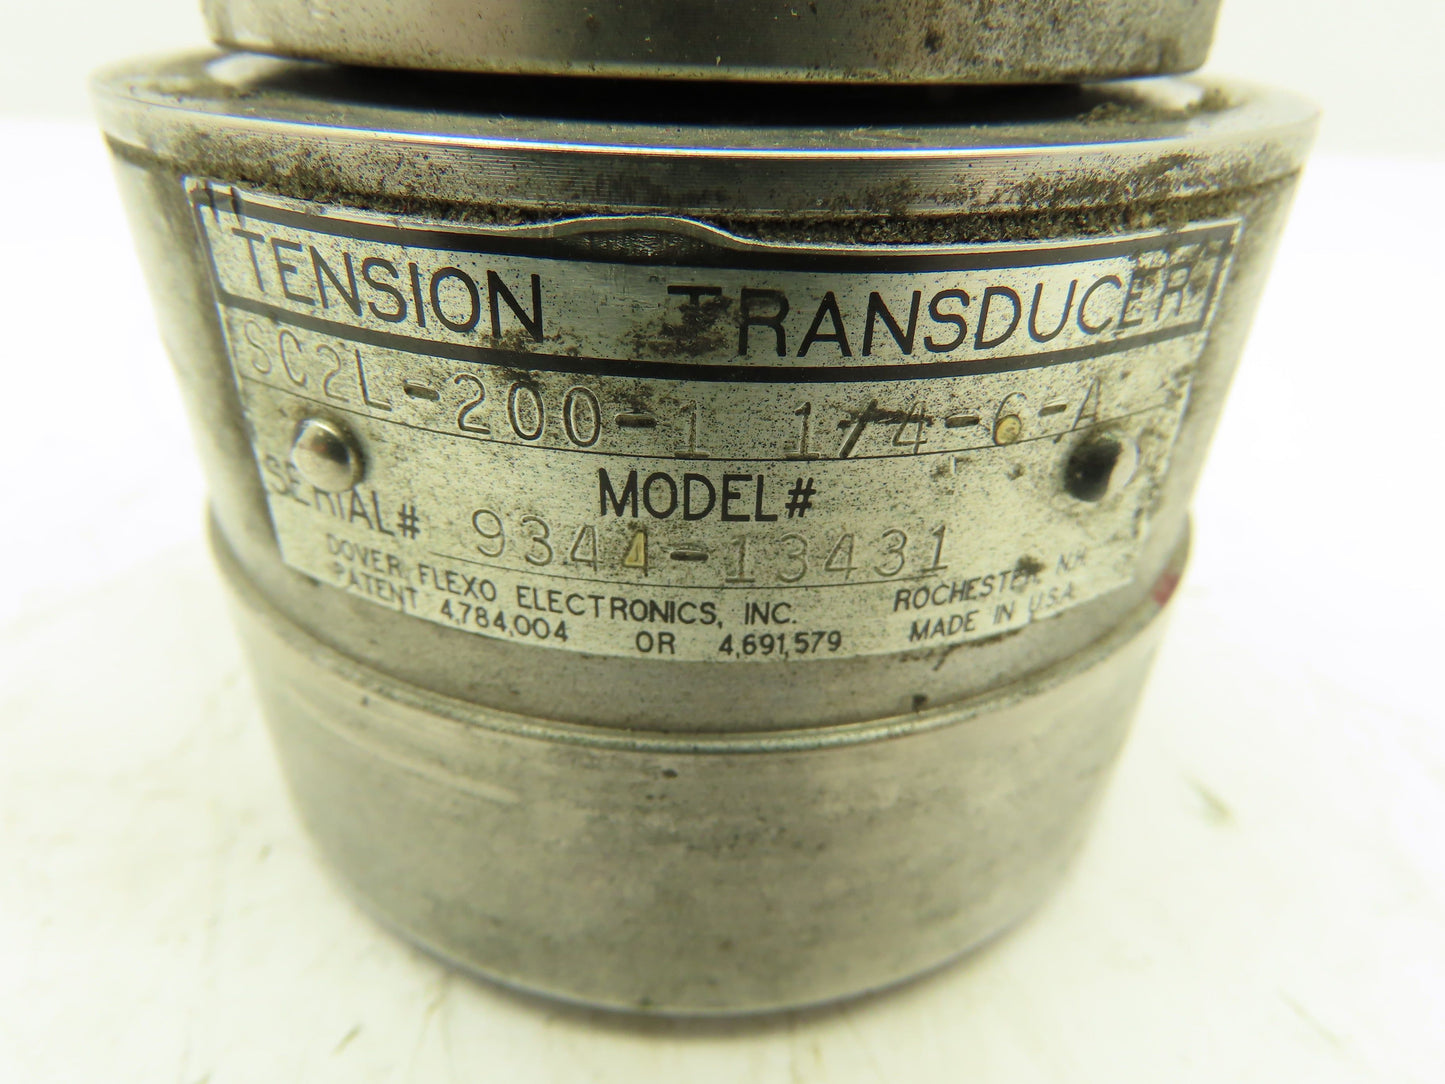 TENSION TRANSDUCER
SC2L-200-1 1/4-6-A
MODEL#
SERIAL# 9344-13431
DOVER FLEXO ELECTRONICS, INC. ROCHESTER, N.H.
PATENT 4,784,004 OR 4,691,579 MADE IN U.S.A.